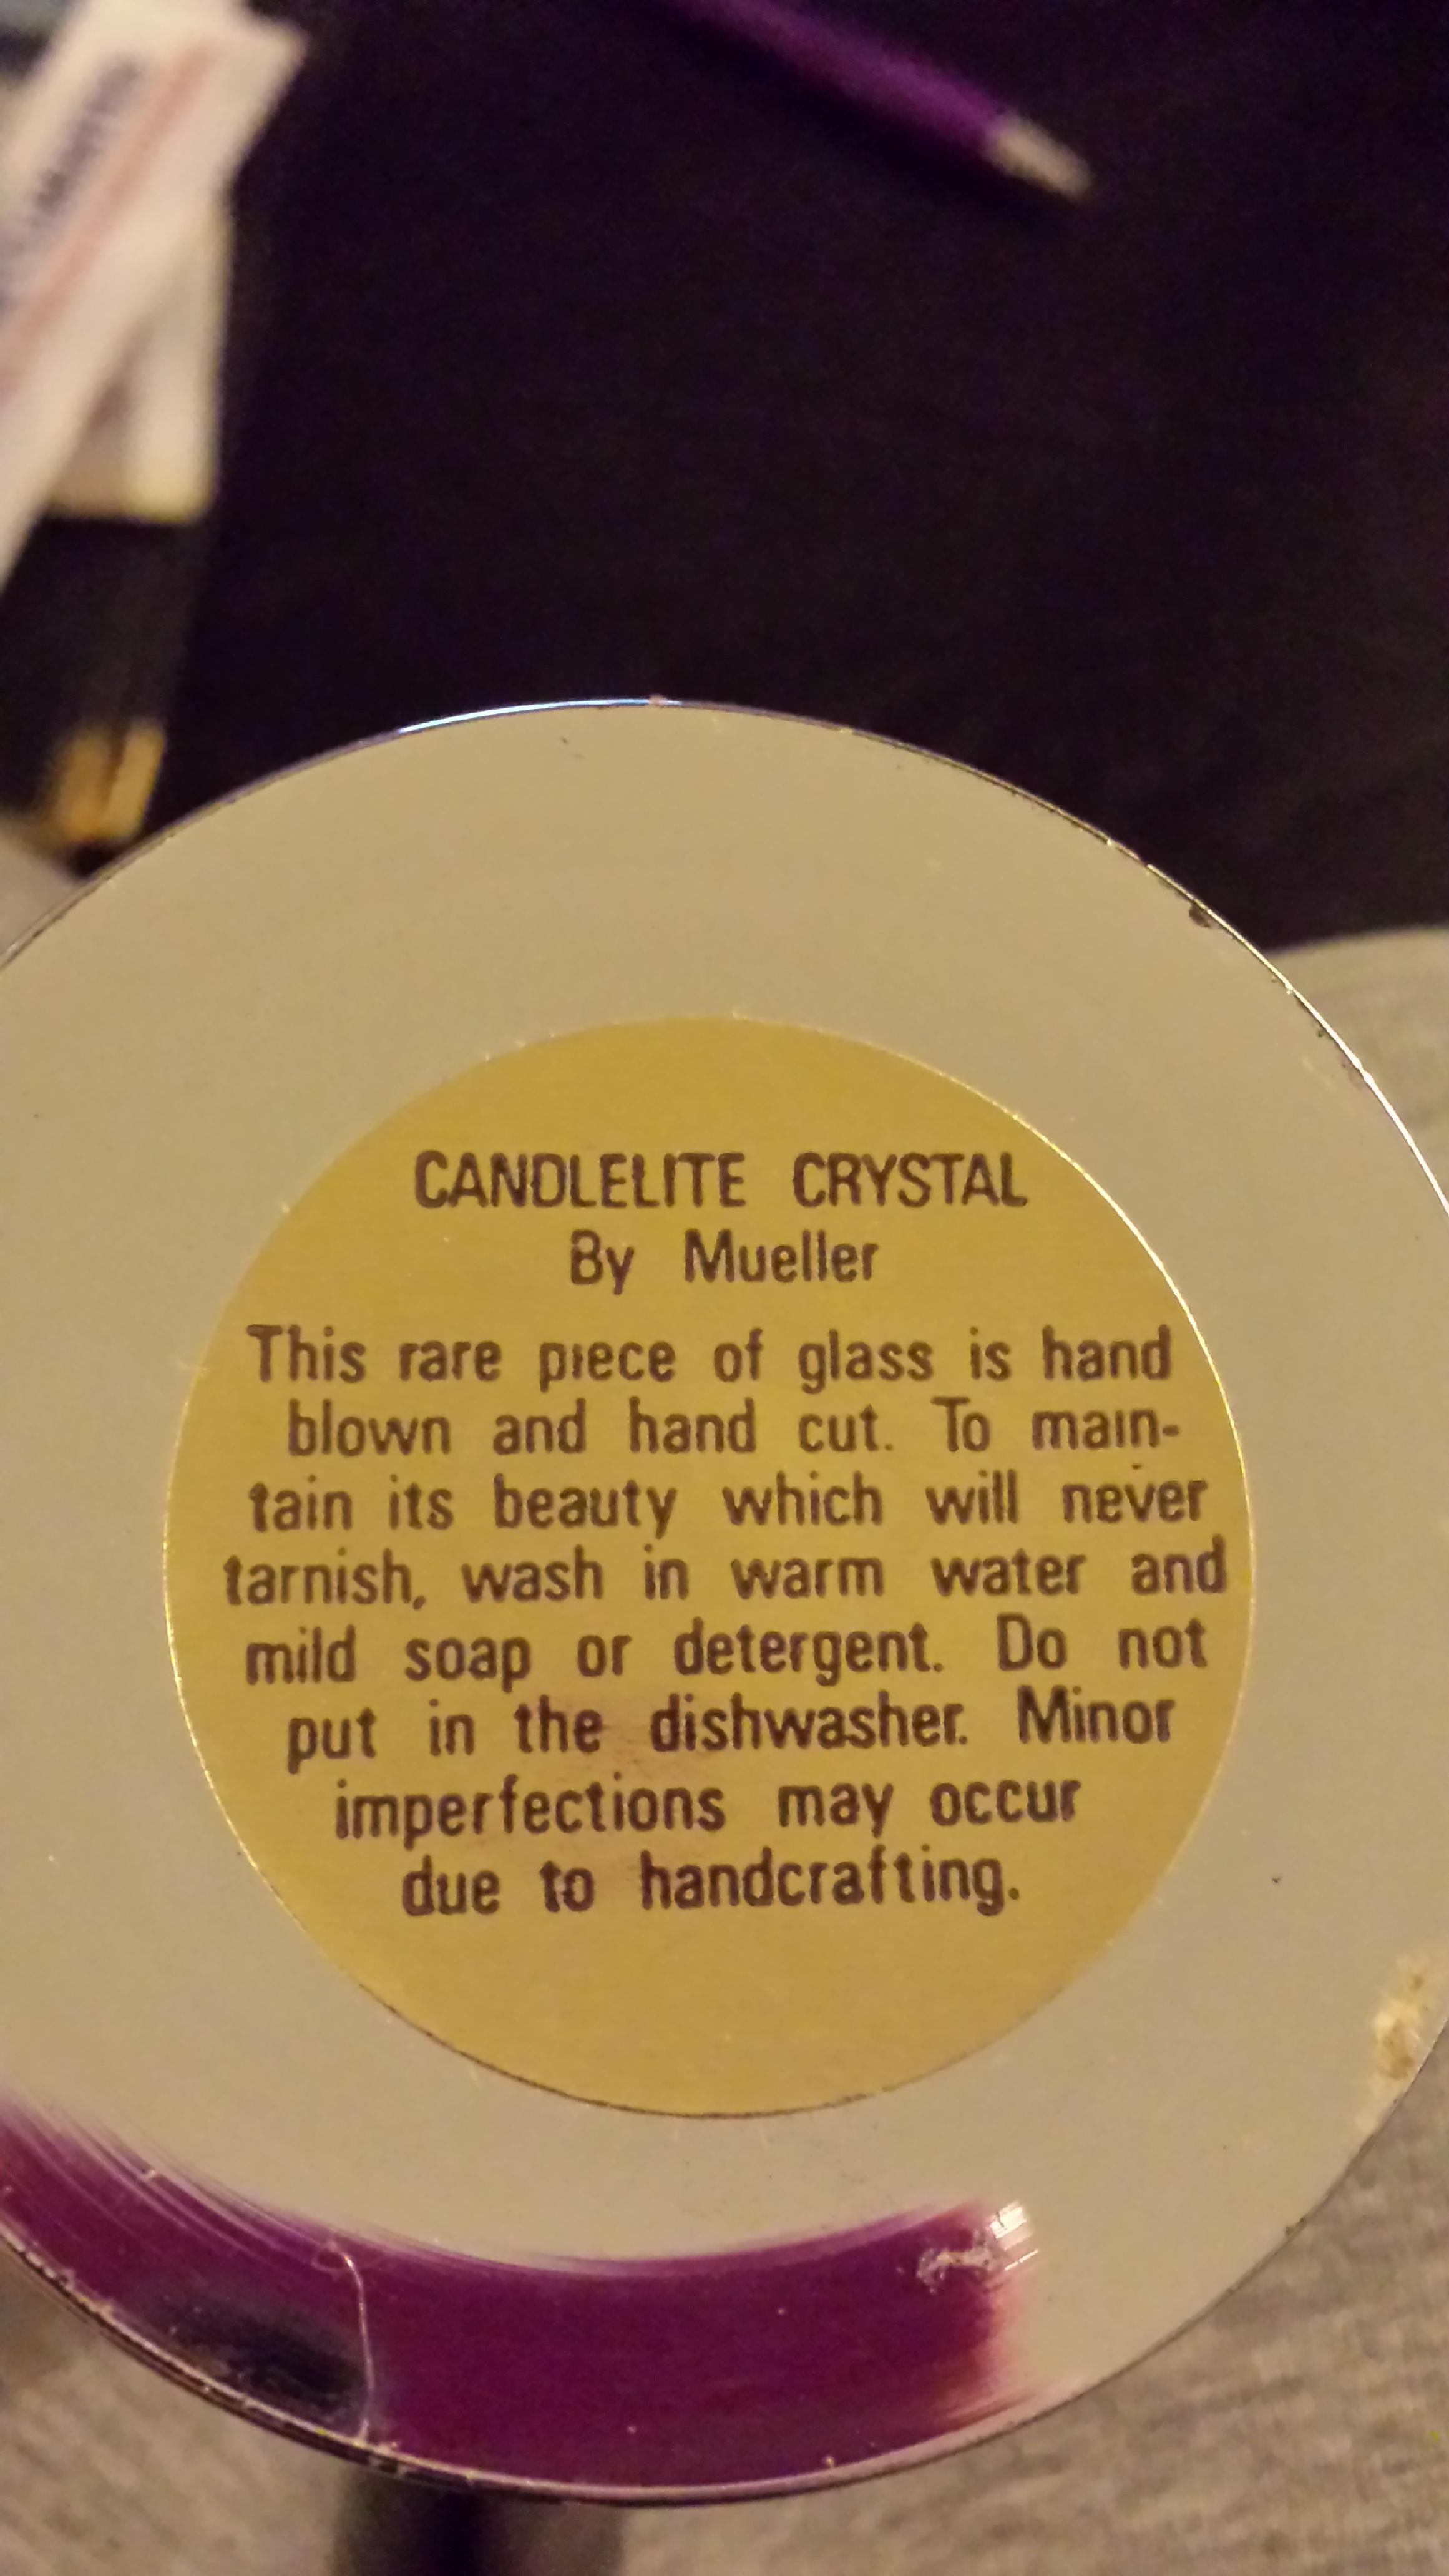 CANDLELITE CRYSTAL
By Mueller
This rare piece of glass is hand
blown and hand cut. To main-
tain its beauty which will never
tarnish, wash in warm water and
mild soap or detergent. Do not
put in the dishwasher. Minor
imperfections may occur
due to handcrafting.